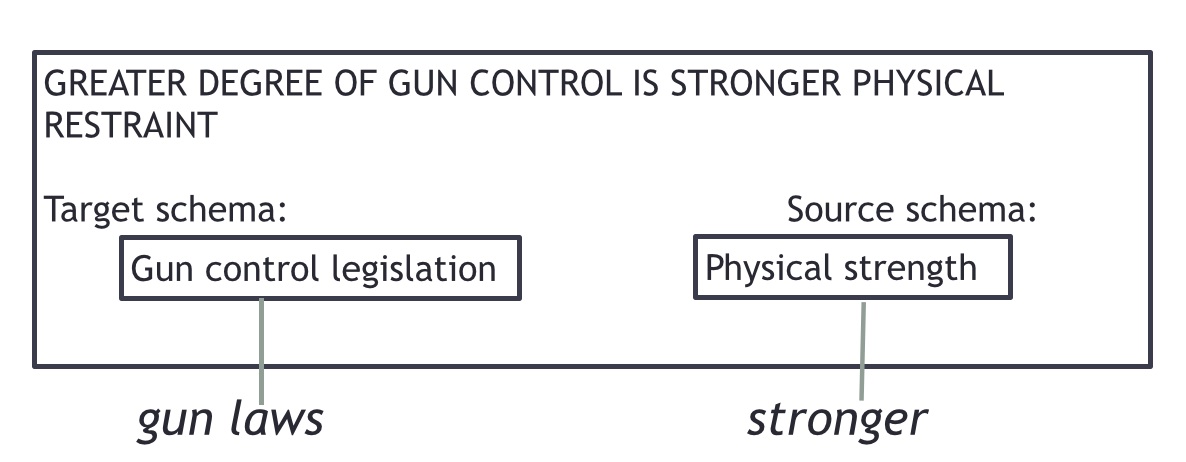 GREATER DEGREE OF GUN CONTROL IS STRONGER PHYSICAL
RESTRAINT
Target schema: Source schema:
Gun control legislation Physical strength
gun laws stronger